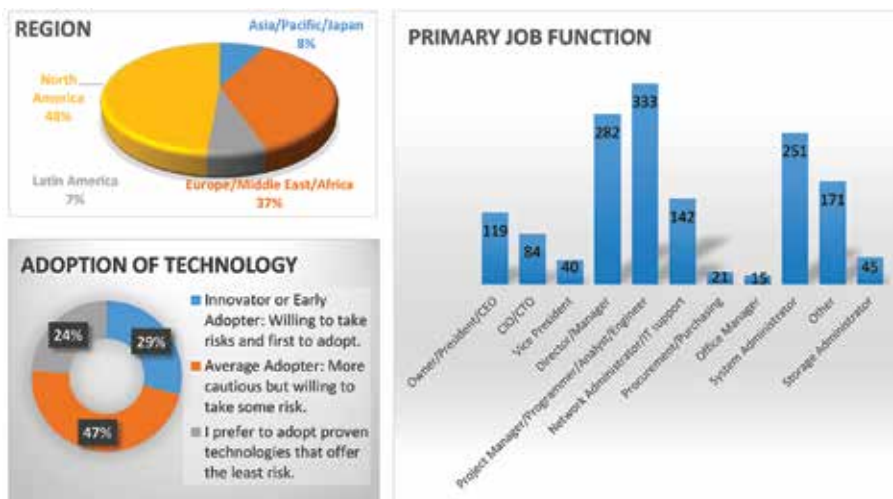 REGION
Asia/Pacific/Japan
8%
North
America
48%
Latin America
7%
Europe/Middle East/Africa
37%
ADOPTION OF TECHNOLOGY
24%
29%
47%
Innovator or Early
Adopter: Willing to take
risks and first to adopt.
Average Adopter: More
cautious but willing to
take some risk.
I prefer to adopt proven
technologies that offer
the least risk.
PRIMARY JOB FUNCTION
119
84
40
282
333
142
21
15
251
171
45
Owner/President/CEO
CIO/CTO
Vice President
Director/Manager
Project Manager/Programmer/Analyst/Engineer
Network Administrator/IT support
Procurement/Purchasing
Office Manager
System Administrator
Other
Storage Administrator